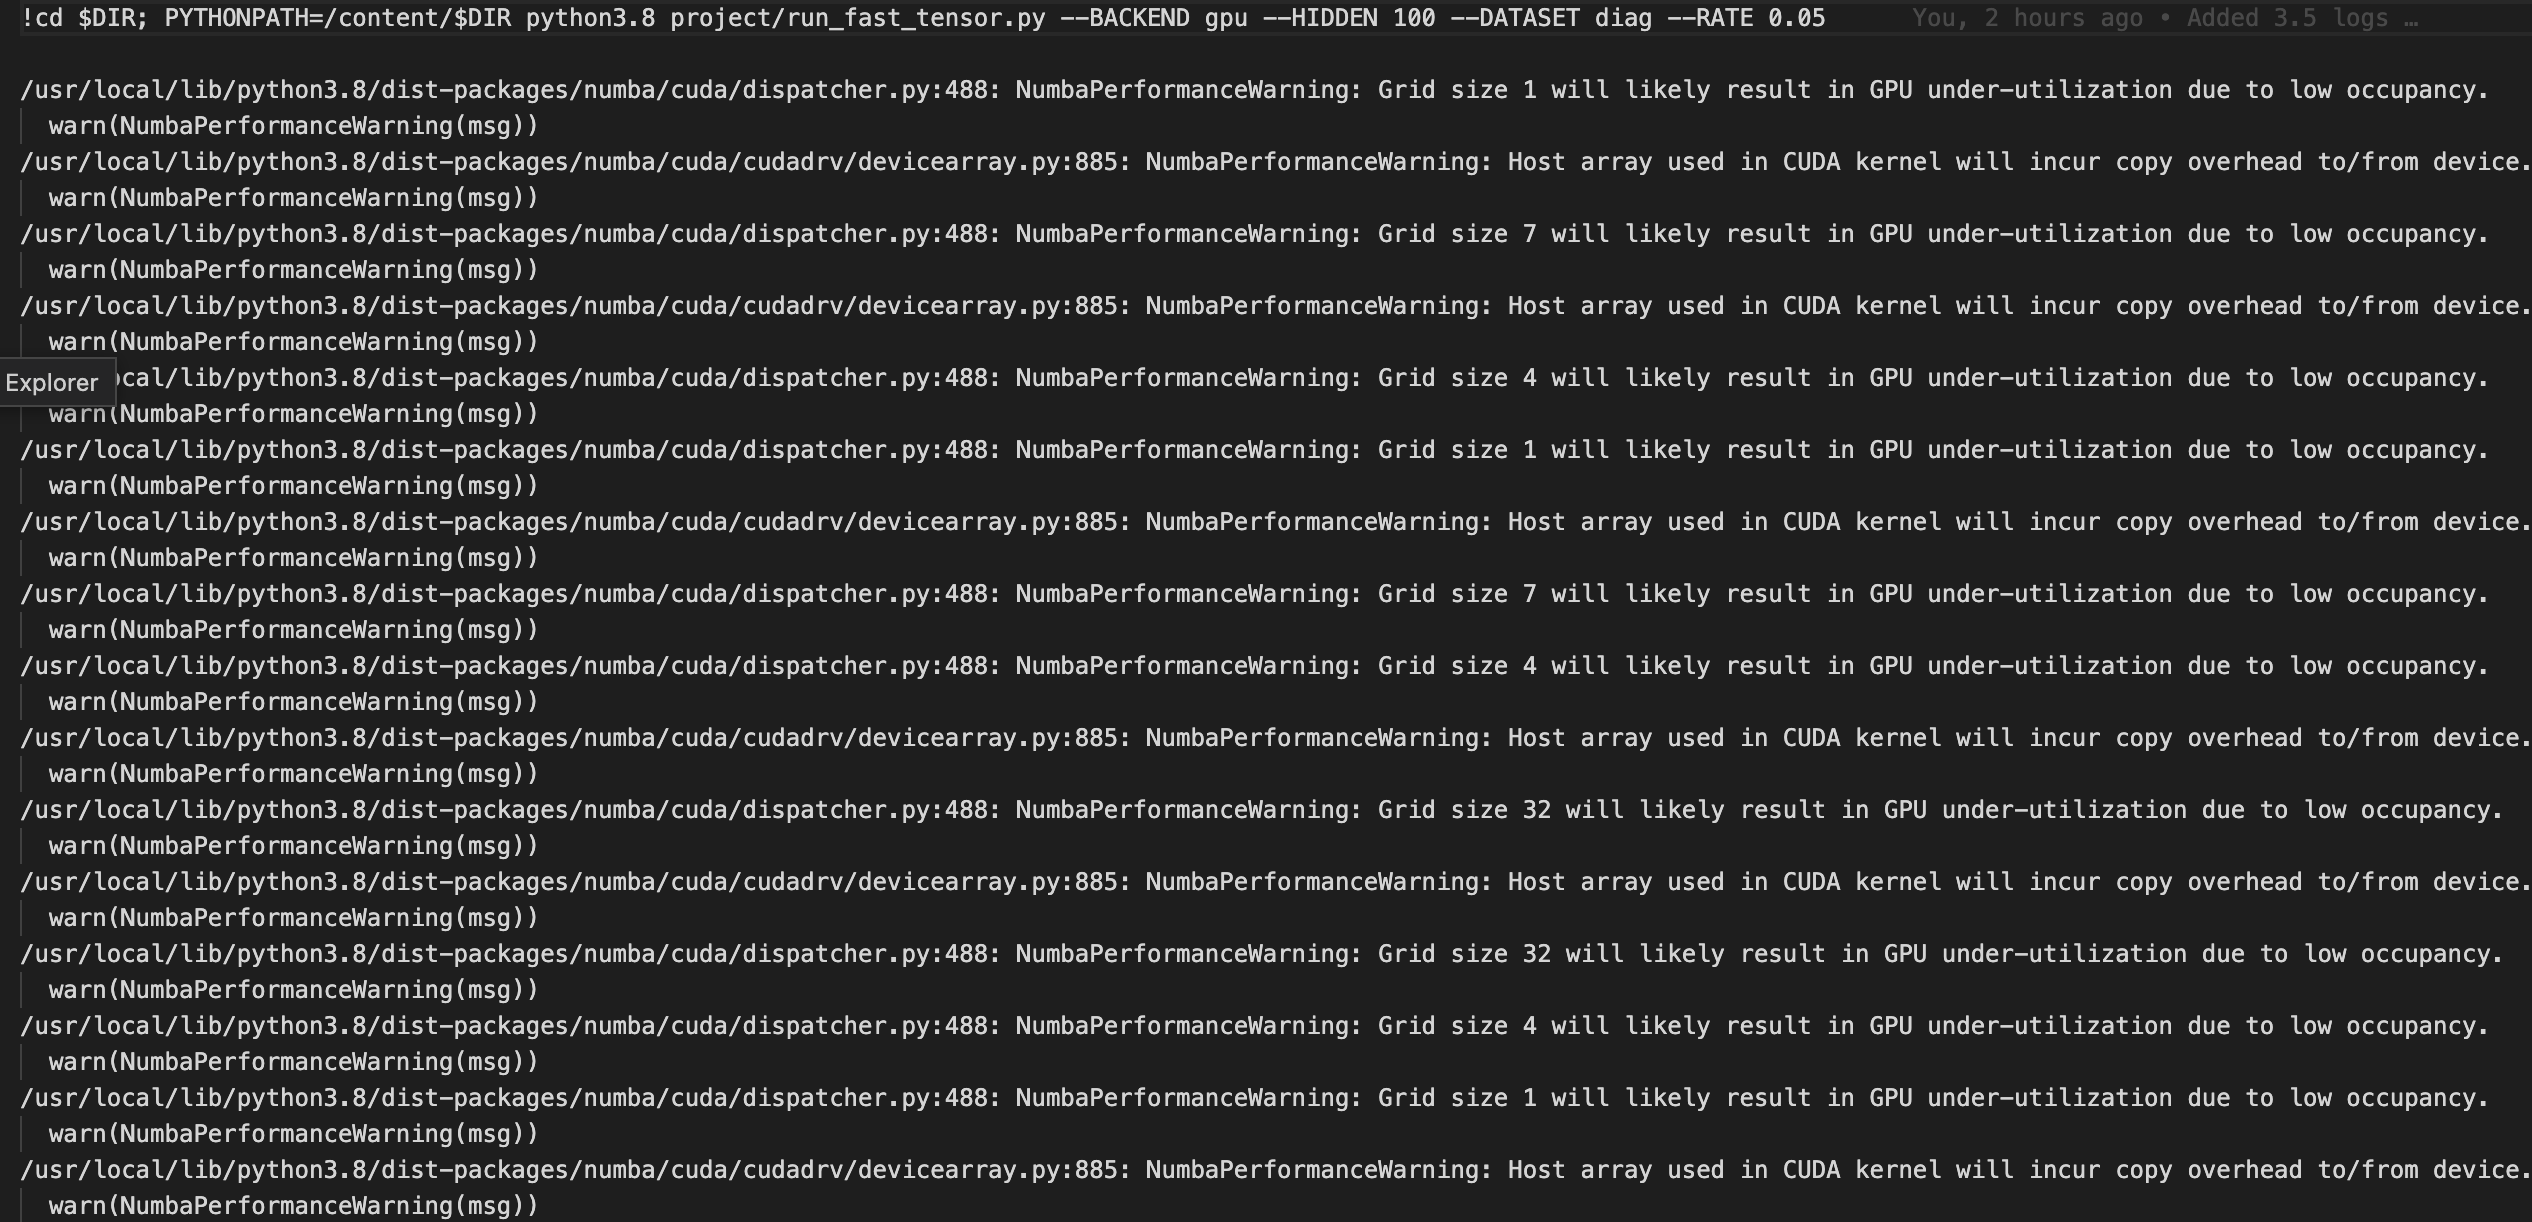 !cd $DIR; PYTHONPATH=/content/$DIR python3.8 project/run_fast_tensor.py --BACKEND gpu --HIDDEN 100 --DATASET diag --RATE 0.05 You, 2 hours ago • Added 3.5 logs …
/usr/local/lib/python3.8/dist-packages/numba/cuda/dispatcher.py:488: NumbaPerformanceWarning: Grid size 1 will likely result in GPU under-utilization due to low occupancy.
warn(NumbaPerformanceWarning(msg))
/usr/local/lib/python3.8/dist-packages/numba/cuda/cudadrv/devicearray.py:885: NumbaPerformanceWarning: Host array used in CUDA kernel will incur copy overhead to/from device.
warn(NumbaPerformanceWarning(msg))
/usr/local/lib/python3.8/dist-packages/numba/cuda/dispatcher.py:488: NumbaPerformanceWarning: Grid size 7 will likely result in GPU under-utilization due to low occupancy.
warn(NumbaPerformanceWarning(msg))
/usr/local/lib/python3.8/dist-packages/numba/cuda/cudadrv/devicearray.py:885: NumbaPerformanceWarning: Host array used in CUDA kernel will incur copy overhead to/from device.
warn(NumbaPerformanceWarning(msg))
Explorer
cal/lib/python3.8/dist-packages/numba/cuda/dispatcher.py:488: NumbaPerformanceWarning: Grid size 4 will likely result in GPU under-utilization due to low occupancy.
warn(NumbaPerformanceWarning(msg))
/usr/local/lib/python3.8/dist-packages/numba/cuda/dispatcher.py:488: NumbaPerformanceWarning: Grid size 1 will likely result in GPU under-utilization due to low occupancy.
warn(NumbaPerformanceWarning(msg))
/usr/local/lib/python3.8/dist-packages/numba/cuda/cudadrv/devicearray.py:885: NumbaPerformanceWarning: Host array used in CUDA kernel will incur copy overhead to/from device.
warn(NumbaPerformanceWarning(msg))
/usr/local/lib/python3.8/dist-packages/numba/cuda/dispatcher.py:488: NumbaPerformanceWarning: Grid size 7 will likely result in GPU under-utilization due to low occupancy.
warn(NumbaPerformanceWarning(msg))
/usr/local/lib/python3.8/dist-packages/numba/cuda/dispatcher.py:488: NumbaPerformanceWarning: Grid size 4 will likely result in GPU under-utilization due to low occupancy.
warn(NumbaPerformanceWarning(msg))
/usr/local/lib/python3.8/dist-packages/numba/cuda/cudadrv/devicearray.py:885: NumbaPerformanceWarning: Host array used in CUDA kernel will incur copy overhead to/from device.
warn(NumbaPerformanceWarning(msg))
/usr/local/lib/python3.8/dist-packages/numba/cuda/dispatcher.py:488: NumbaPerformanceWarning: Grid size 32 will likely result in GPU under-utilization due to low occupancy.
warn(NumbaPerformanceWarning(msg))
/usr/local/lib/python3.8/dist-packages/numba/cuda/cudadrv/devicearray.py:885: NumbaPerformanceWarning: Host array used in CUDA kernel will incur copy overhead to/from device.
warn(NumbaPerformanceWarning(msg))
/usr/local/lib/python3.8/dist-packages/numba/cuda/dispatcher.py:488: NumbaPerformanceWarning: Grid size 32 will likely result in GPU under-utilization due to low occupancy.
warn(NumbaPerformanceWarning(msg))
/usr/local/lib/python3.8/dist-packages/numba/cuda/dispatcher.py:488: NumbaPerformanceWarning: Grid size 4 will likely result in GPU under-utilization due to low occupancy.
warn(NumbaPerformanceWarning(msg))
/usr/local/lib/python3.8/dist-packages/numba/cuda/dispatcher.py:488: NumbaPerformanceWarning: Grid size 1 will likely result in GPU under-utilization due to low occupancy.
warn(NumbaPerformanceWarning(msg))
/usr/local/lib/python3.8/dist-packages/numba/cuda/cudadrv/devicearray.py:885: NumbaPerformanceWarning: Host array used in CUDA kernel will incur copy overhead to/from device.
warn(NumbaPerformanceWarning(msg))